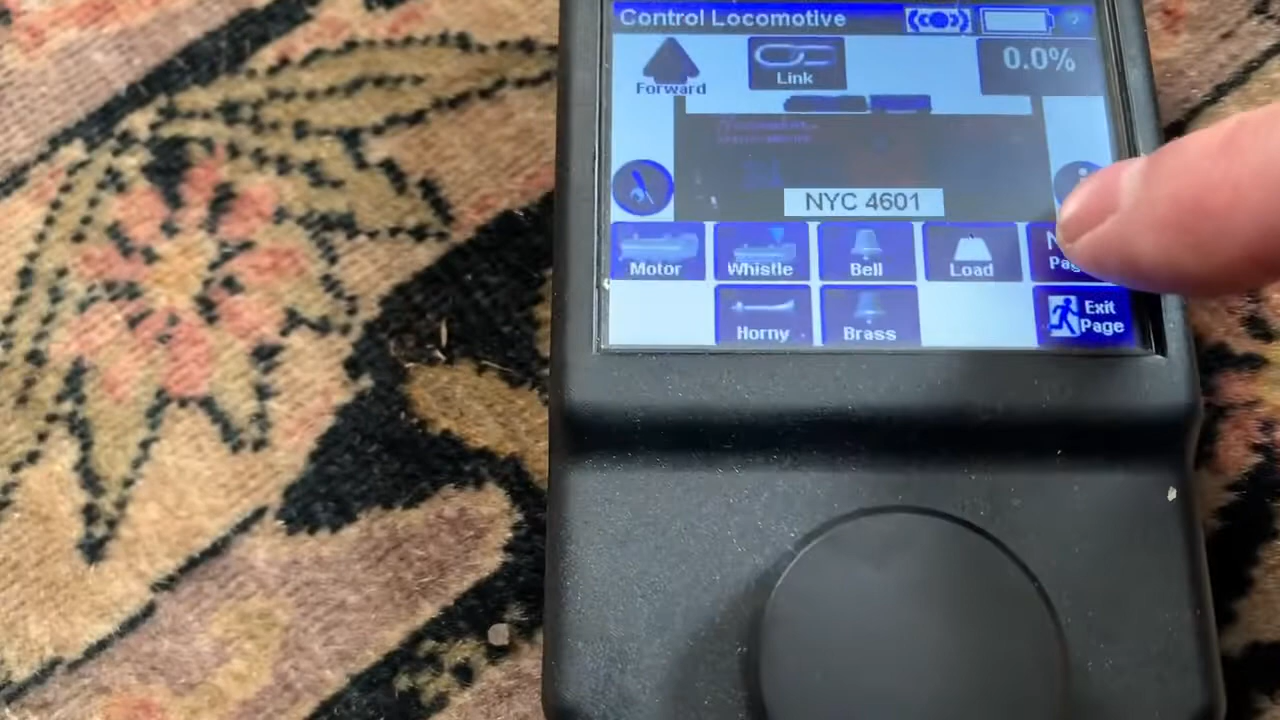 Control Locomotive ?
Forward
Link
0.0%
NYC 4601
Motor
Whistle
Bell
Load
Horny
Brass
Exit
Page